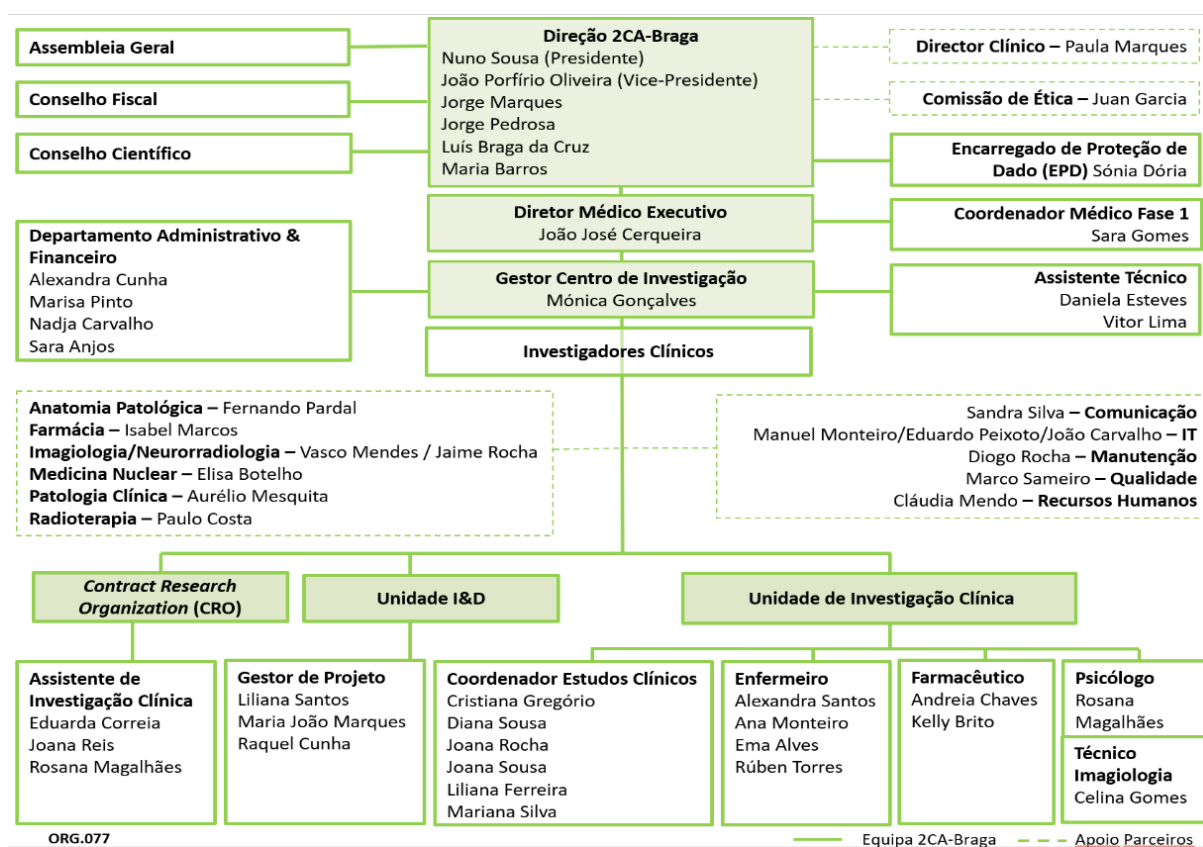 Assembleia Geral
Conselho Fiscal
Conselho Científico
Direção 2CA-Braga
Nuno Sousa (Presidente)
João Porfírio Oliveira (Vice-Presidente)
Jorge Marques
Jorge Pedrosa
Luís Braga da Cruz
Maria Barros
Director Clínico – Paula Marques
Comissão de Ética – Juan Garcia
Encarregado de Proteção de
Dado (EPD) Sónia Dória
Diretor Médico Executivo
João José Cerqueira
Coordenador Médico Fase 1
Sara Gomes
Departamento Administrativo &
Financeiro
Alexandra Cunha
Marisa Pinto
Nadja Carvalho
Sara Anjos
Gestor Centro de Investigação
Mónica Gonçalves
Assistente Técnico
Daniela Esteves
Vitor Lima
Investigadores Clínicos
Anatomia Patológica – Fernando Pardal
Farmácia – Isabel Marcos
Imagiologia/Neurorradiologia – Vasco Mendes / Jaime Rocha
Medicina Nuclear – Elisa Botelho
Patologia Clínica – Aurélio Mesquita
Radioterapia – Paulo Costa
Sandra Silva – Comunicação
Manuel Monteiro/Eduardo Peixoto/João Carvalho – IT
Diogo Rocha – Manutenção
Marco Sameiro – Qualidade
Cláudia Mendo – Recursos Humanos
Contract Research
Organization (CRO)
Unidade I&D
Unidade de Investigação Clínica
Assistente de
Investigação Clínica
Eduarda Correia
Joana Reis
Rosana Magalhães
Gestor de Projeto
Liliana Santos
Maria João Marques
Raquel Cunha
Coordenador Estudos Clínicos
Cristiana Gregório
Diana Sousa
Joana Rocha
Joana Sousa
Liliana Ferreira
Mariana Silva
Enfermeiro
Alexandra Santos
Ana Monteiro
Ema Alves
Rúben Torres
Farmacêutico
Andreia Chaves
Kelly Brito
Psicólogo
Rosana
Magalhães
Técnico
Imagiologia
Celina Gomes
ORG.077
Equipa 2CA-Braga
Apoio Parceiros